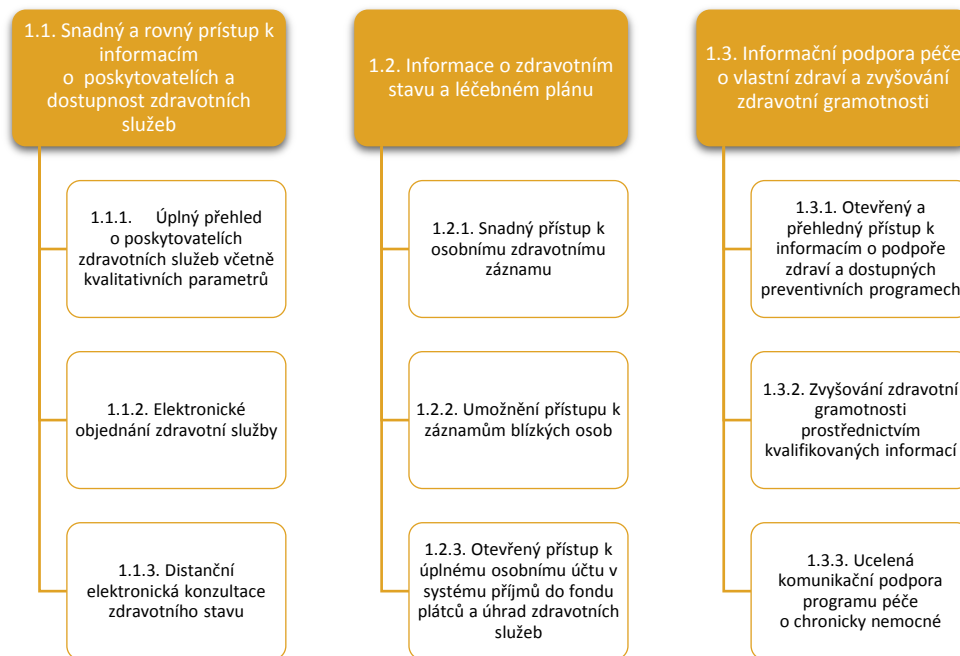 1.1. Snadný a rovný prístup k
informacím
o poskytovatelích a
dostupnost zdravotních
služeb
1.1.1. Úplný přehled
o poskytovatelích
zdravotních služeb včetně
kvalitativních parametrů
1.1.2. Elektronické
objednání zdravotní služby
1.1.3. Distanční
elektronická konzultace
zdravotního stavu
1.2. Informace o zdravotním
stavu a léčebném plánu
1.2.1. Snadný přístup k
osobnímu zdravotnímu
záznamu
1.2.2. Umožnění přístupu k
záznamům blízkých osob
1.2.3. Otevřený přístup k
úplnému osobnímu účtu v
systému příjmů do fondu
plátců a úhrad zdravotních
služeb
1.3. Informační podpora péče
o vlastní zdraví a zvyšování
zdravotní gramotnosti
1.3.1. Otevřený a
přehledný přístup k
informacím o podpoře
zdraví a dostupných
preventivních programech
1.3.2. Zvyšování zdravotní
gramotnosti
prostřednictvím
kvalifikovaných informací
1.3.3. Ucelená
komunikační podpora
programu péče
o chronicky nemocné